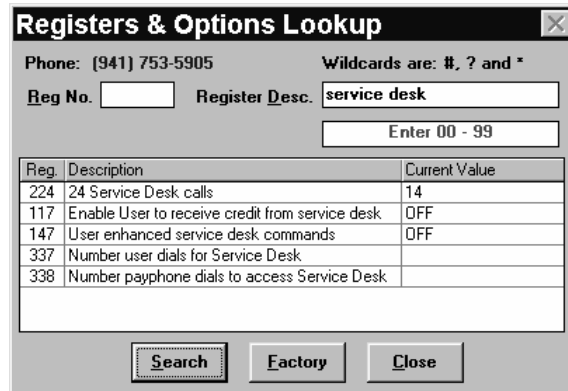 Registers & Options Lookup
Phone: (941) 753-5905 Wildcards are: #, ? and *
Reg No. Register Desc. service desk
Enter 00 - 99
Reg. Description Current Value
224 24 Service Desk calls 14
117 Enable User to receive credit from service desk OFF
147 User enhanced service desk commands OFF
337 Number user dials for Service Desk
338 Number payphone dials to access Service Desk
Search Factory Close